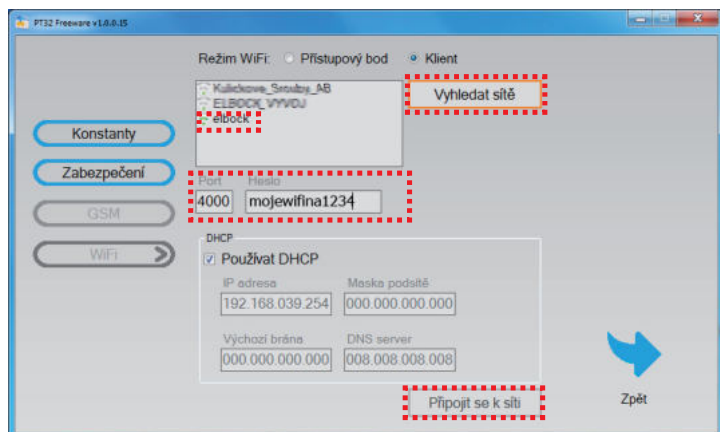 PT32 Freeware v1.0.0.15
Režim WiFi: Přístupový bod Klient
Kulickove_Srouby_AB
ELBOCK_VYVOJ
elbock
Vyhledat sítě
Konstanty
Zabezpečení
GSM
WiFi
Port Heslo
4000 mojewifina1234
DHCP
Používat DHCP
IP adresa Maska podsítě
192.168.039.254 000.000.000.000
Výchozí brána DNS server
000.000.000.000 008.008.008.008
Připojit se k síti
Zpět